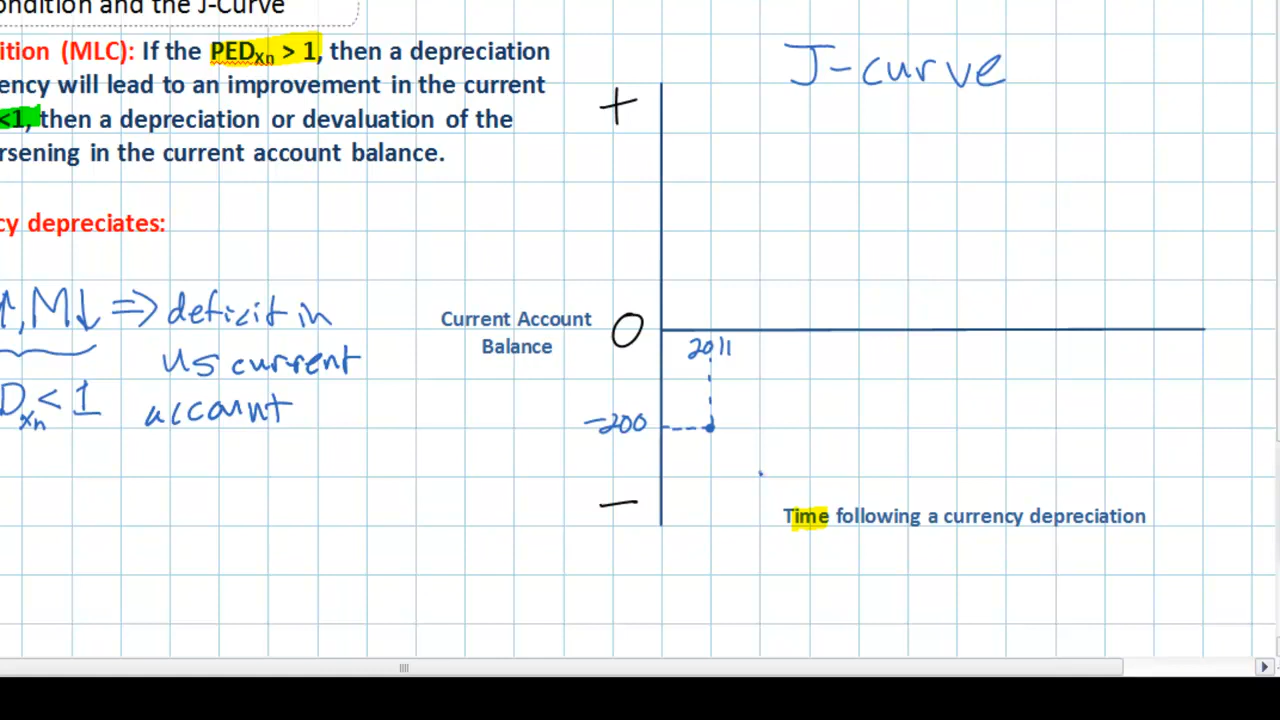 ondition and the J-Curve
ition (MLC): If the PEDxn > 1, then a depreciation
ency will lead to an improvement in the current
<1, then a depreciation or devaluation of the
rsening in the current account balance.
cy depreciates:
↑, M↓ => deficit in
US current
Dxn < 1 account
J-curve
+
Current Account
Balance
0
2011
-200
-
Time following a currency depreciation